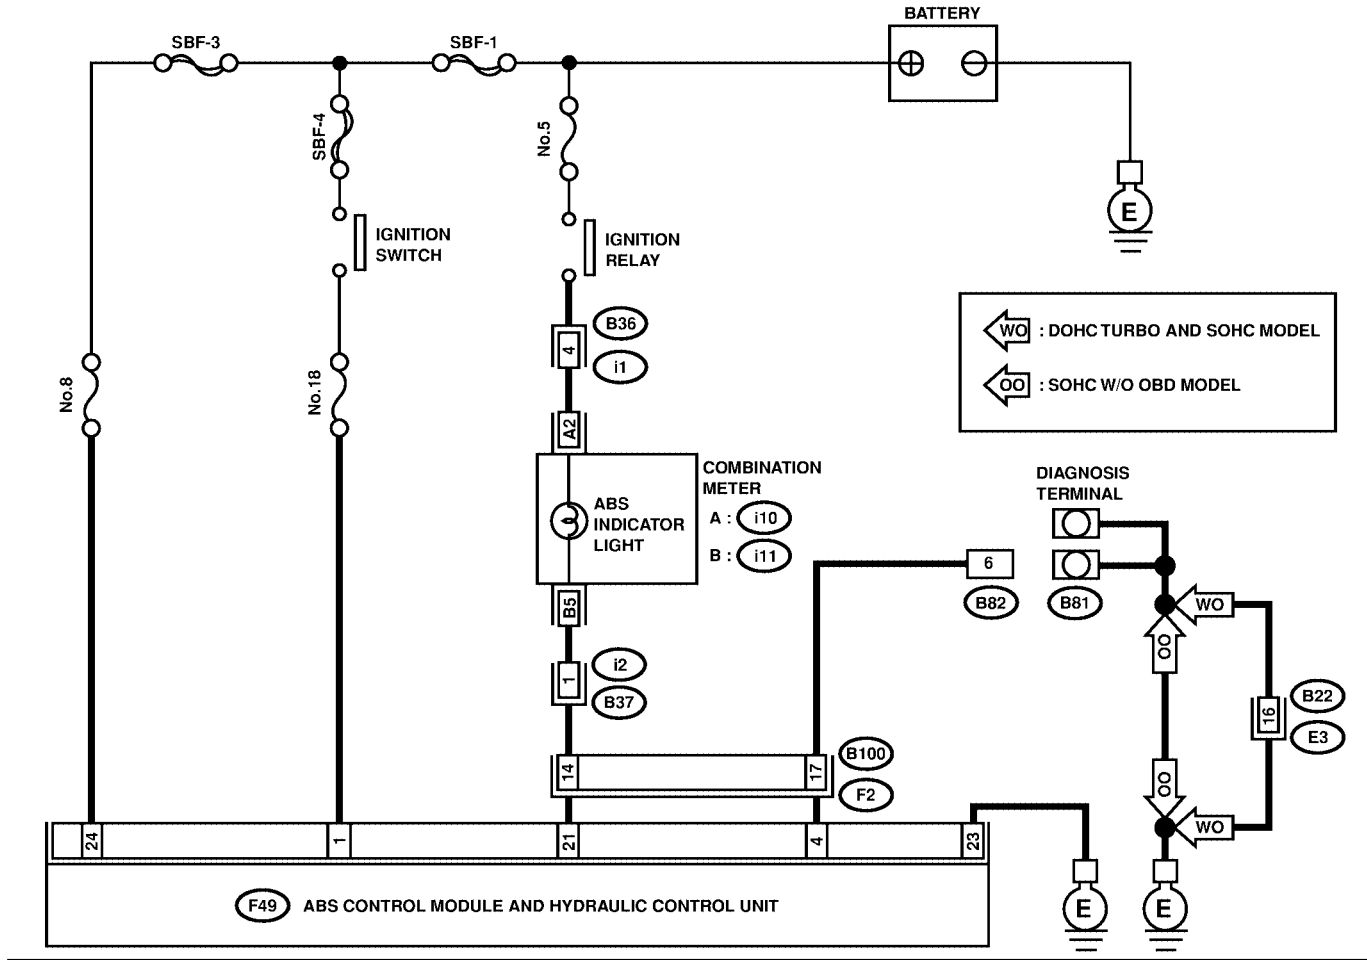 BATTERY
SBF-3
SBF-1
SBF-4
No.5
E
IGNITION
SWITCH
IGNITION
RELAY
B36
4
i1
WO : DOHC TURBO AND SOHC MODEL
OO : SOHC W/O OBD MODEL
No.8
No.18
A2
COMBINATION
METER
A : i10
B : i11
ABS
INDICATOR
LIGHT
DIAGNOSIS
TERMINAL
6
B82
B81
WO
OO
B5
i2
1
B37
B22
16
E3
14
17
B100
F2
OO
WO
24
1
21
4
23
F49 ABS CONTROL MODULE AND HYDRAULIC CONTROL UNIT
E
E